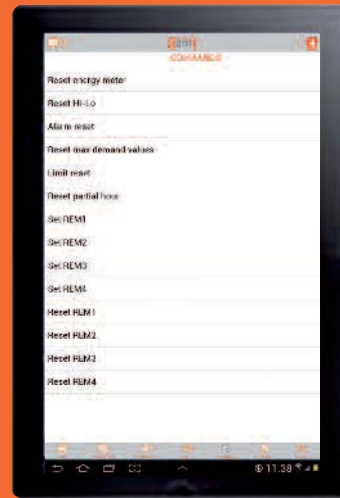 COMMANDS
Reset energy meter
Reset Hi-Lo
Alarm reset
Reset max demand values
Limit reset
Reset partial hour
Set REM1
Set REM2
Set REM3
Set REM4
Reset REM1
Reset REM2
Reset REM3
Reset REM4
11.38